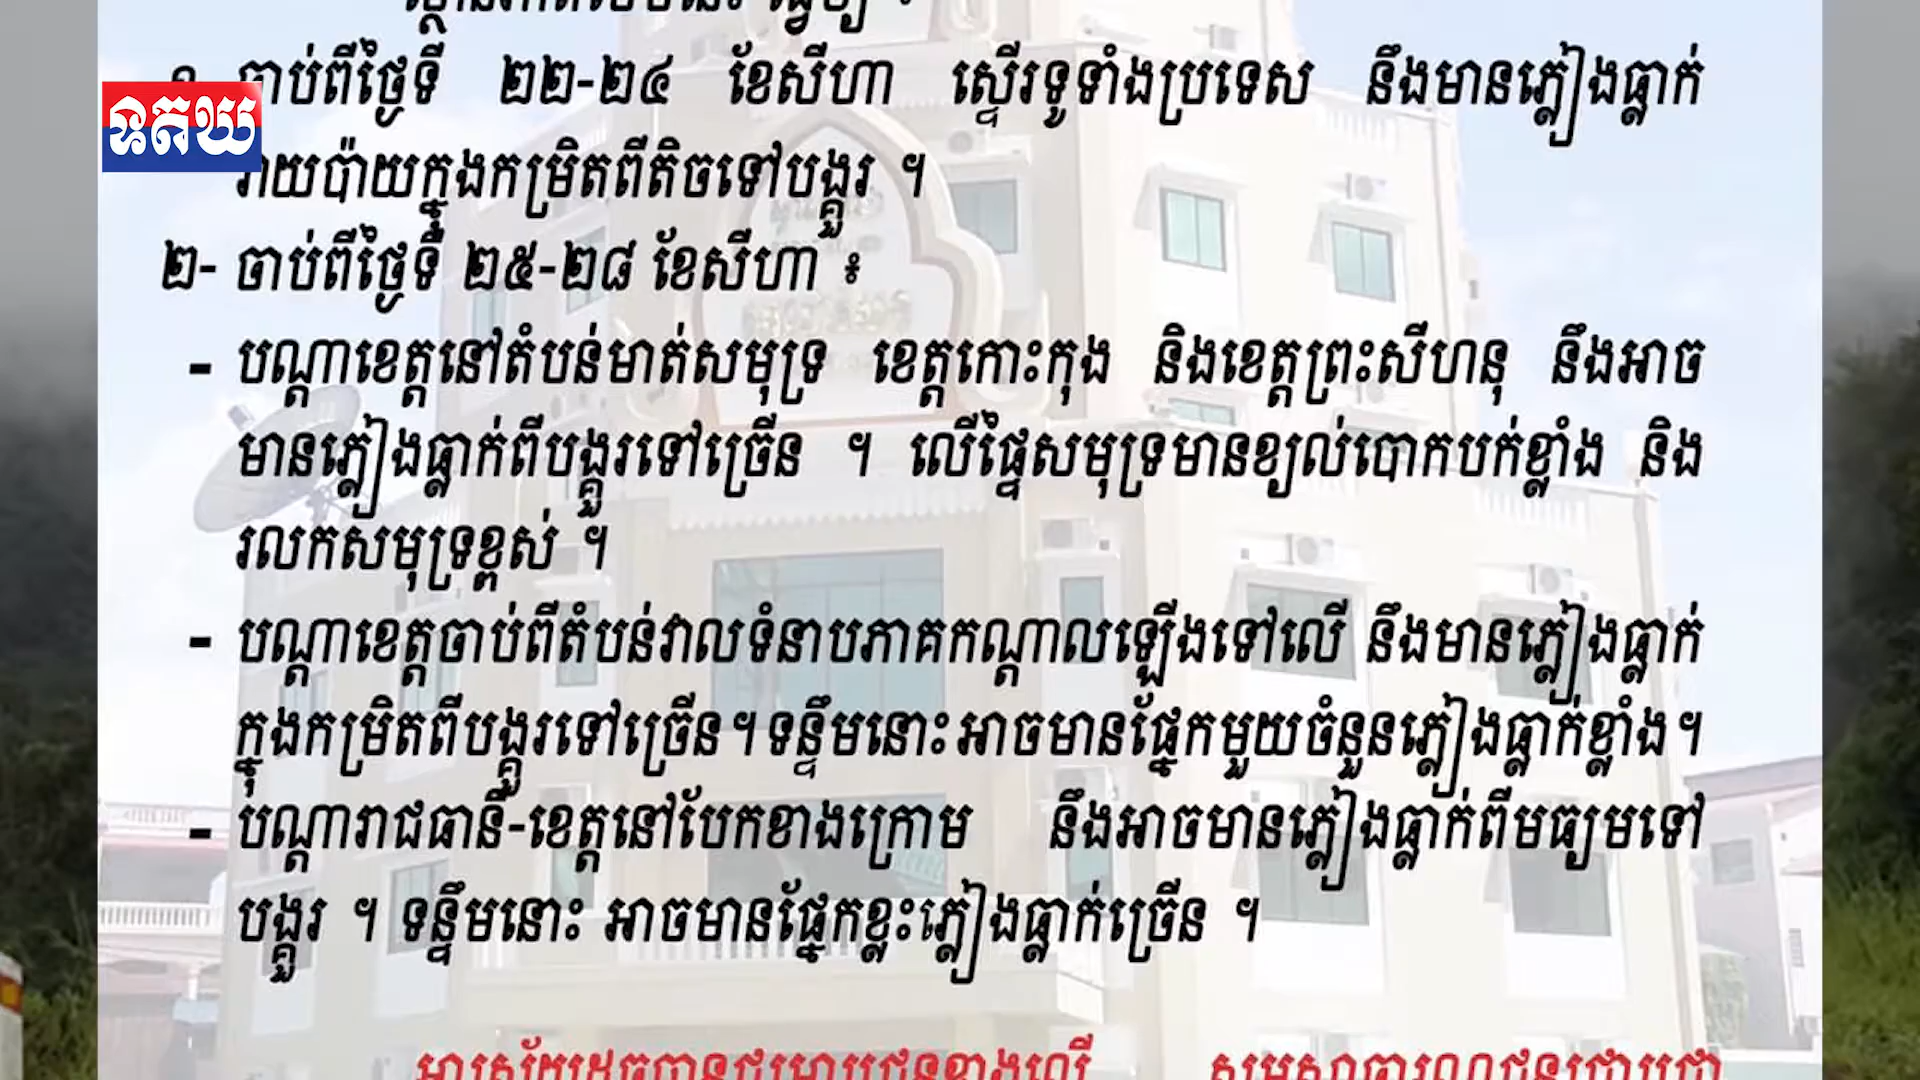 ចាប់ពីថ្ងៃទី ២២-២៤ ខែសីហា ស្ទើរទូទាំងប្រទេស នឹងមានភ្លៀងធ្លាក់
ឧតយ
រាយប៉ាយក្នុងកម្រិតពីតិចទៅបង្គួរ ។
២- ចាប់ពីថ្ងៃទី ២៥-២៨ ខែសីហា ៖
- បណ្តាខេត្តនៅតំបន់មាត់សមុទ្រ ខេត្តកោះកុង និងខេត្តព្រះសីហនុ នឹងអាច
មានភ្លៀងធ្លាក់ពីបង្គួរទៅច្រើន ។ លើផ្ទៃសមុទ្រមានខ្យល់បោកបក់ខ្លាំង និង
រលកសមុទ្រខ្ពស់ ។
- បណ្តាខេត្តចាប់ពីតំបន់វាលទំនាបភាគកណ្តាលឡើងទៅលើ នឹងមានភ្លៀងធ្លាក់
ក្នុងកម្រិតពីបង្គួរទៅច្រើន។ទន្ទឹមនោះអាចមានផ្នែកមួយចំនួនភ្លៀងធ្លាក់ខ្លាំង។
- បណ្តារាជធានី-ខេត្តនៅបែកខាងក្រោម នឹងអាចមានភ្លៀងធ្លាក់ពីមធ្យមទៅ
បង្គួរ ។ ទន្ទឹមនោះ អាចមានផ្នែកខ្លះភ្លៀងធ្លាក់ច្រើន ។